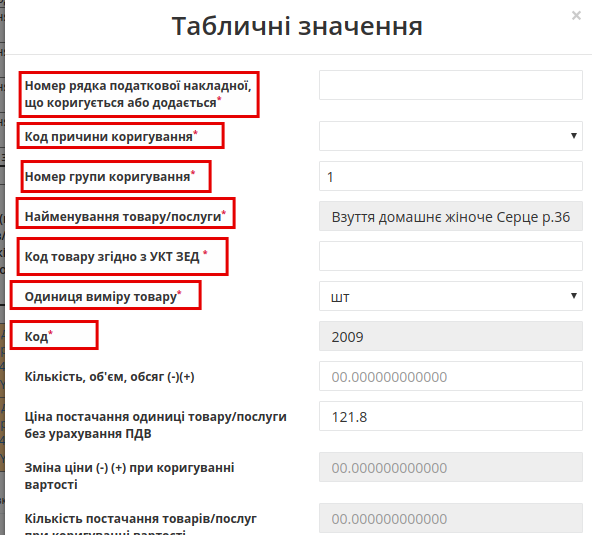 Табличні значення
×
Номер рядка податкової накладної,
що коригується або додається*
Код причини коригування*
Номер групи коригування*
1
Найменування товару/послуги*
Взуття домашнє жіноче Серце р.36
Код товару згідно з УКТ ЗЕД *
Одиниця виміру товару*
шт
Код*
2009
Кількість, об'єм, обсяг (-)(+)
00.000000000000
Ціна постачання одиниці товару/послуги
без урахування ПДВ
121.8
Зміна ціни (-) (+) при коригуванні
вартості
00.000000000000
Кількість постачання товарів/послуг
при коригуванні вартості
00.000000000000